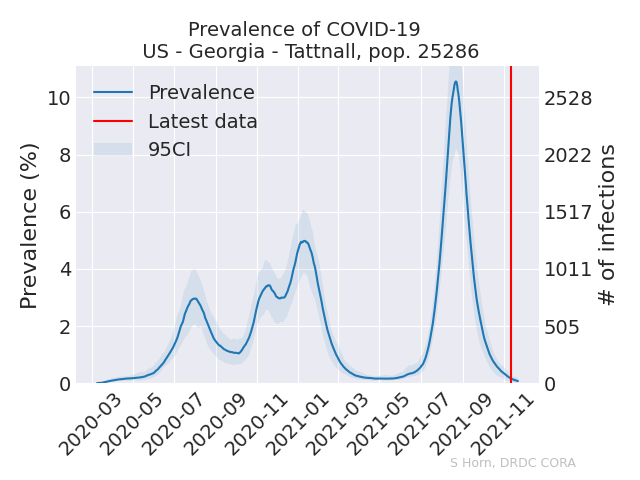 Prevalence of COVID-19
US - Georgia - Tattnall, pop. 25286
Prevalence
Latest data
95CI
Prevalence (%)
10
8
6
4
2
0
2528
2022
1517
1011
505
0
# of infections
2020-03
2020-05
2020-07
2020-09
2020-11
2021-01
2021-03
2021-05
2021-07
2021-09
2021-11
S Horn, DRDC CORA